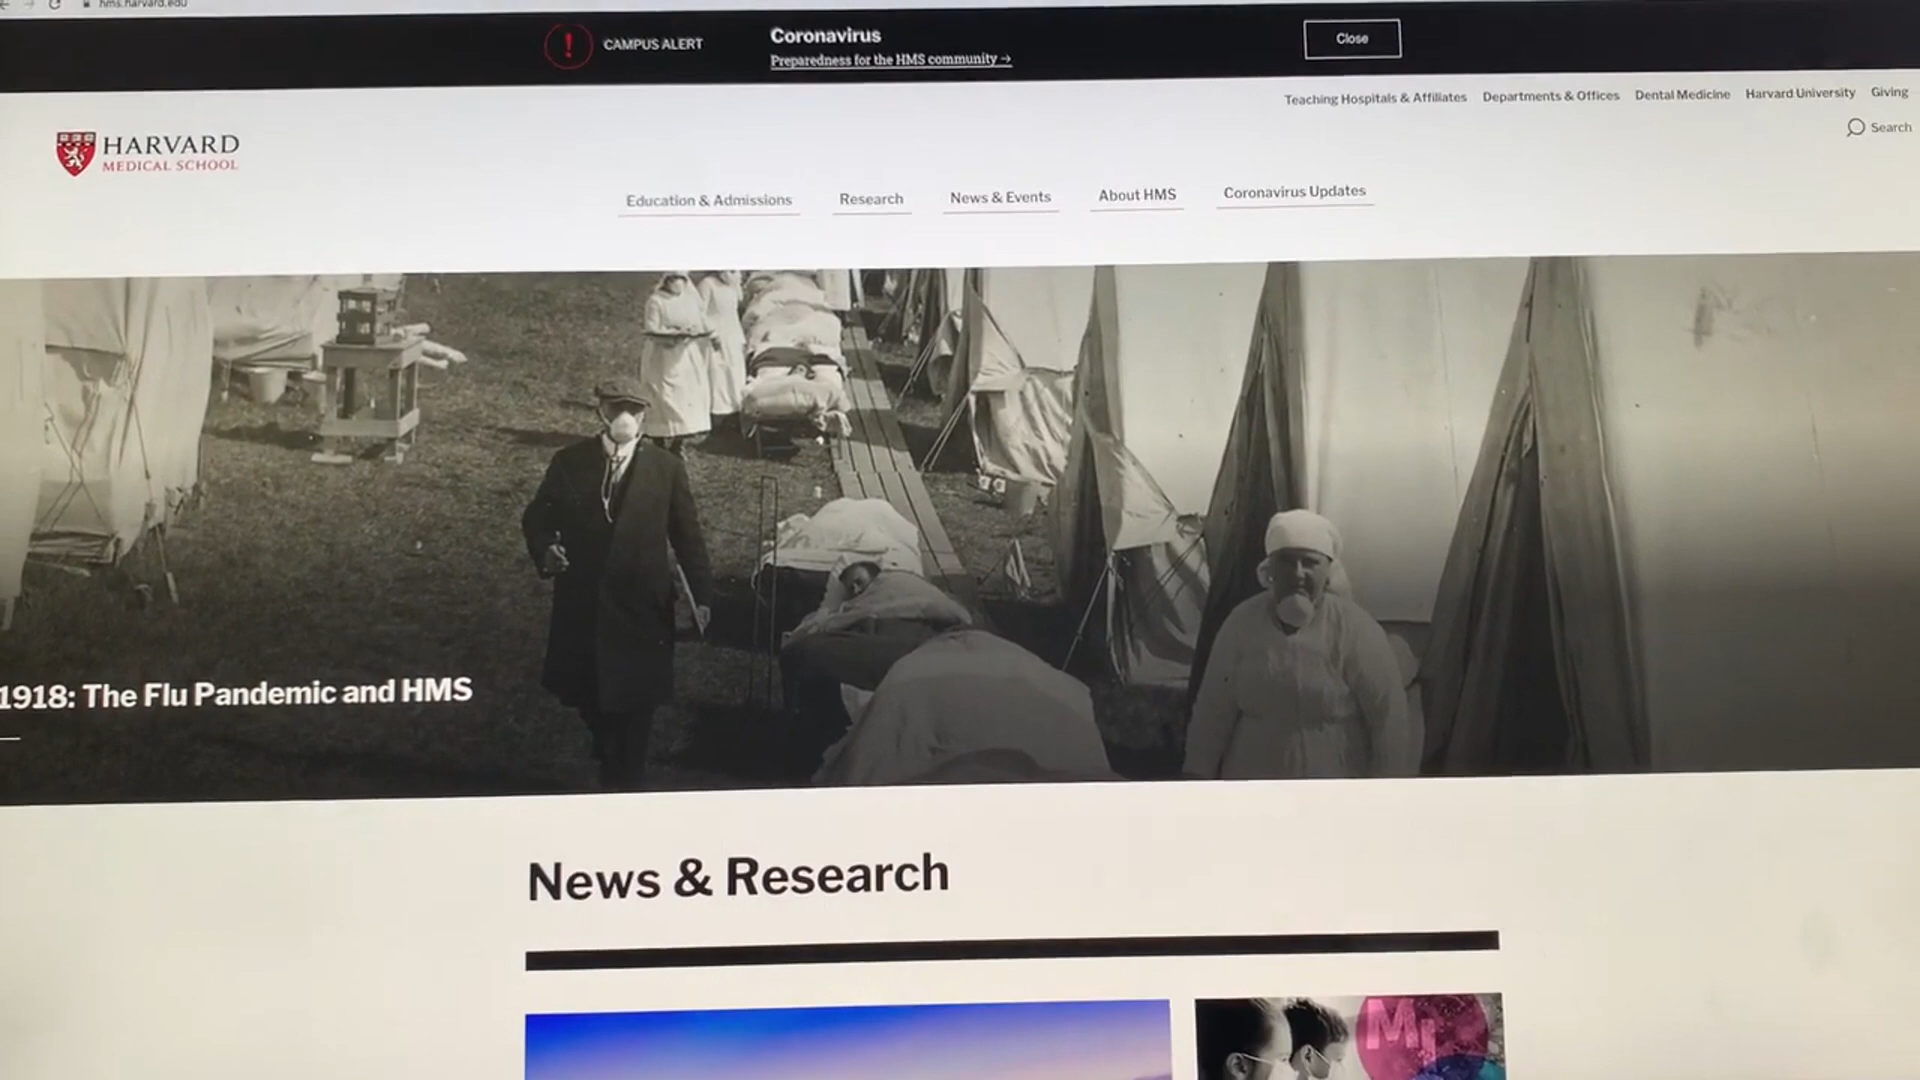 hms.harvard.edu
CAMPUS ALERT
Coronavirus
Preparedness for the HMS community →
Close
Teaching Hospitals & Affiliates Departments & Offices Dental Medicine Harvard University Giving
Search
HARVARD
MEDICAL SCHOOL
Education & Admissions Research News & Events About HMS Coronavirus Updates
1918: The Flu Pandemic and HMS
News & Research